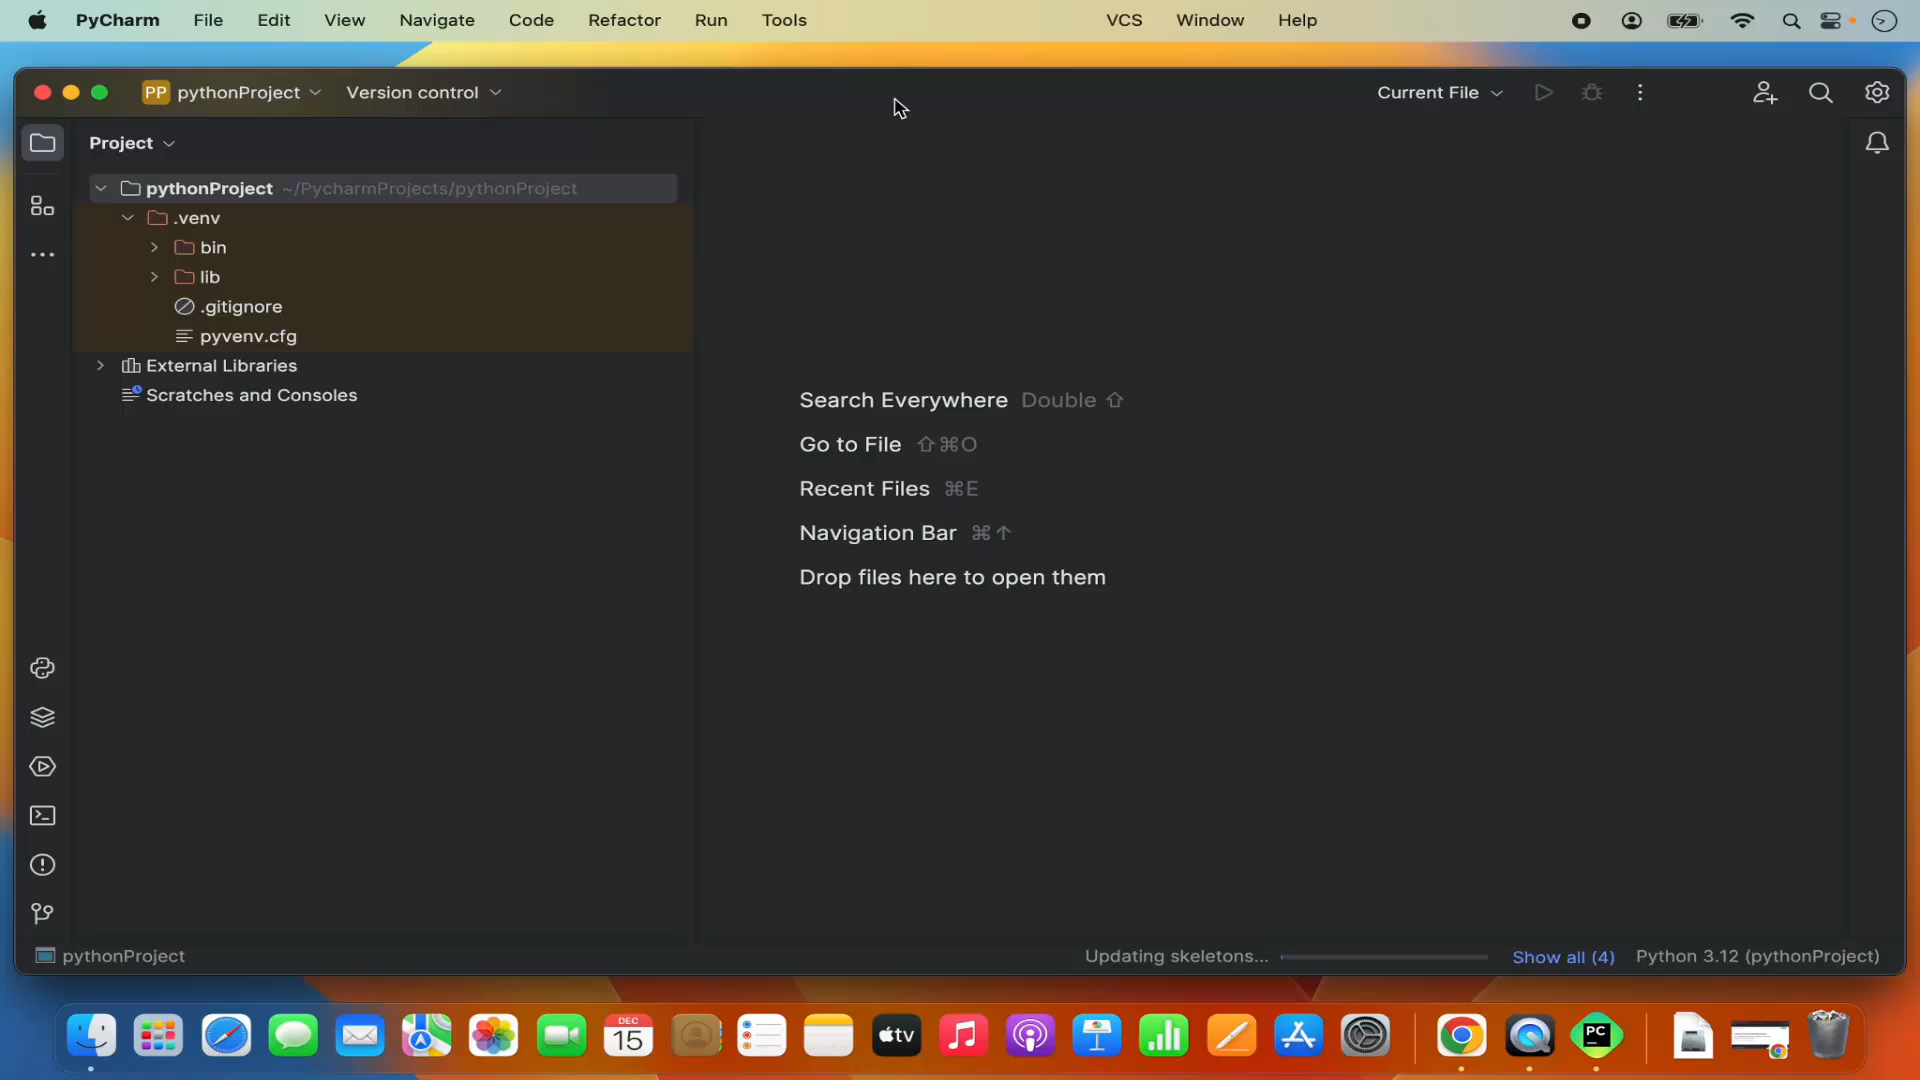 PyCharm File Edit View Navigate Code Refactor Run Tools VCS Window Help
PP pythonProject Version control Current File
Project
pythonProject ~/PycharmProjects/pythonProject
.venv
bin
lib
.gitignore
pyvenv.cfg
External Libraries
Scratches and Consoles
Search Everywhere Double ⇧
Go to File ⇧⌘O
Recent Files ⌘E
Navigation Bar ⌘↑
Drop files here to open them
pythonProject Updating skeletons... Show all (4) Python 3.12 (pythonProject)
DEC
15
tv
PC